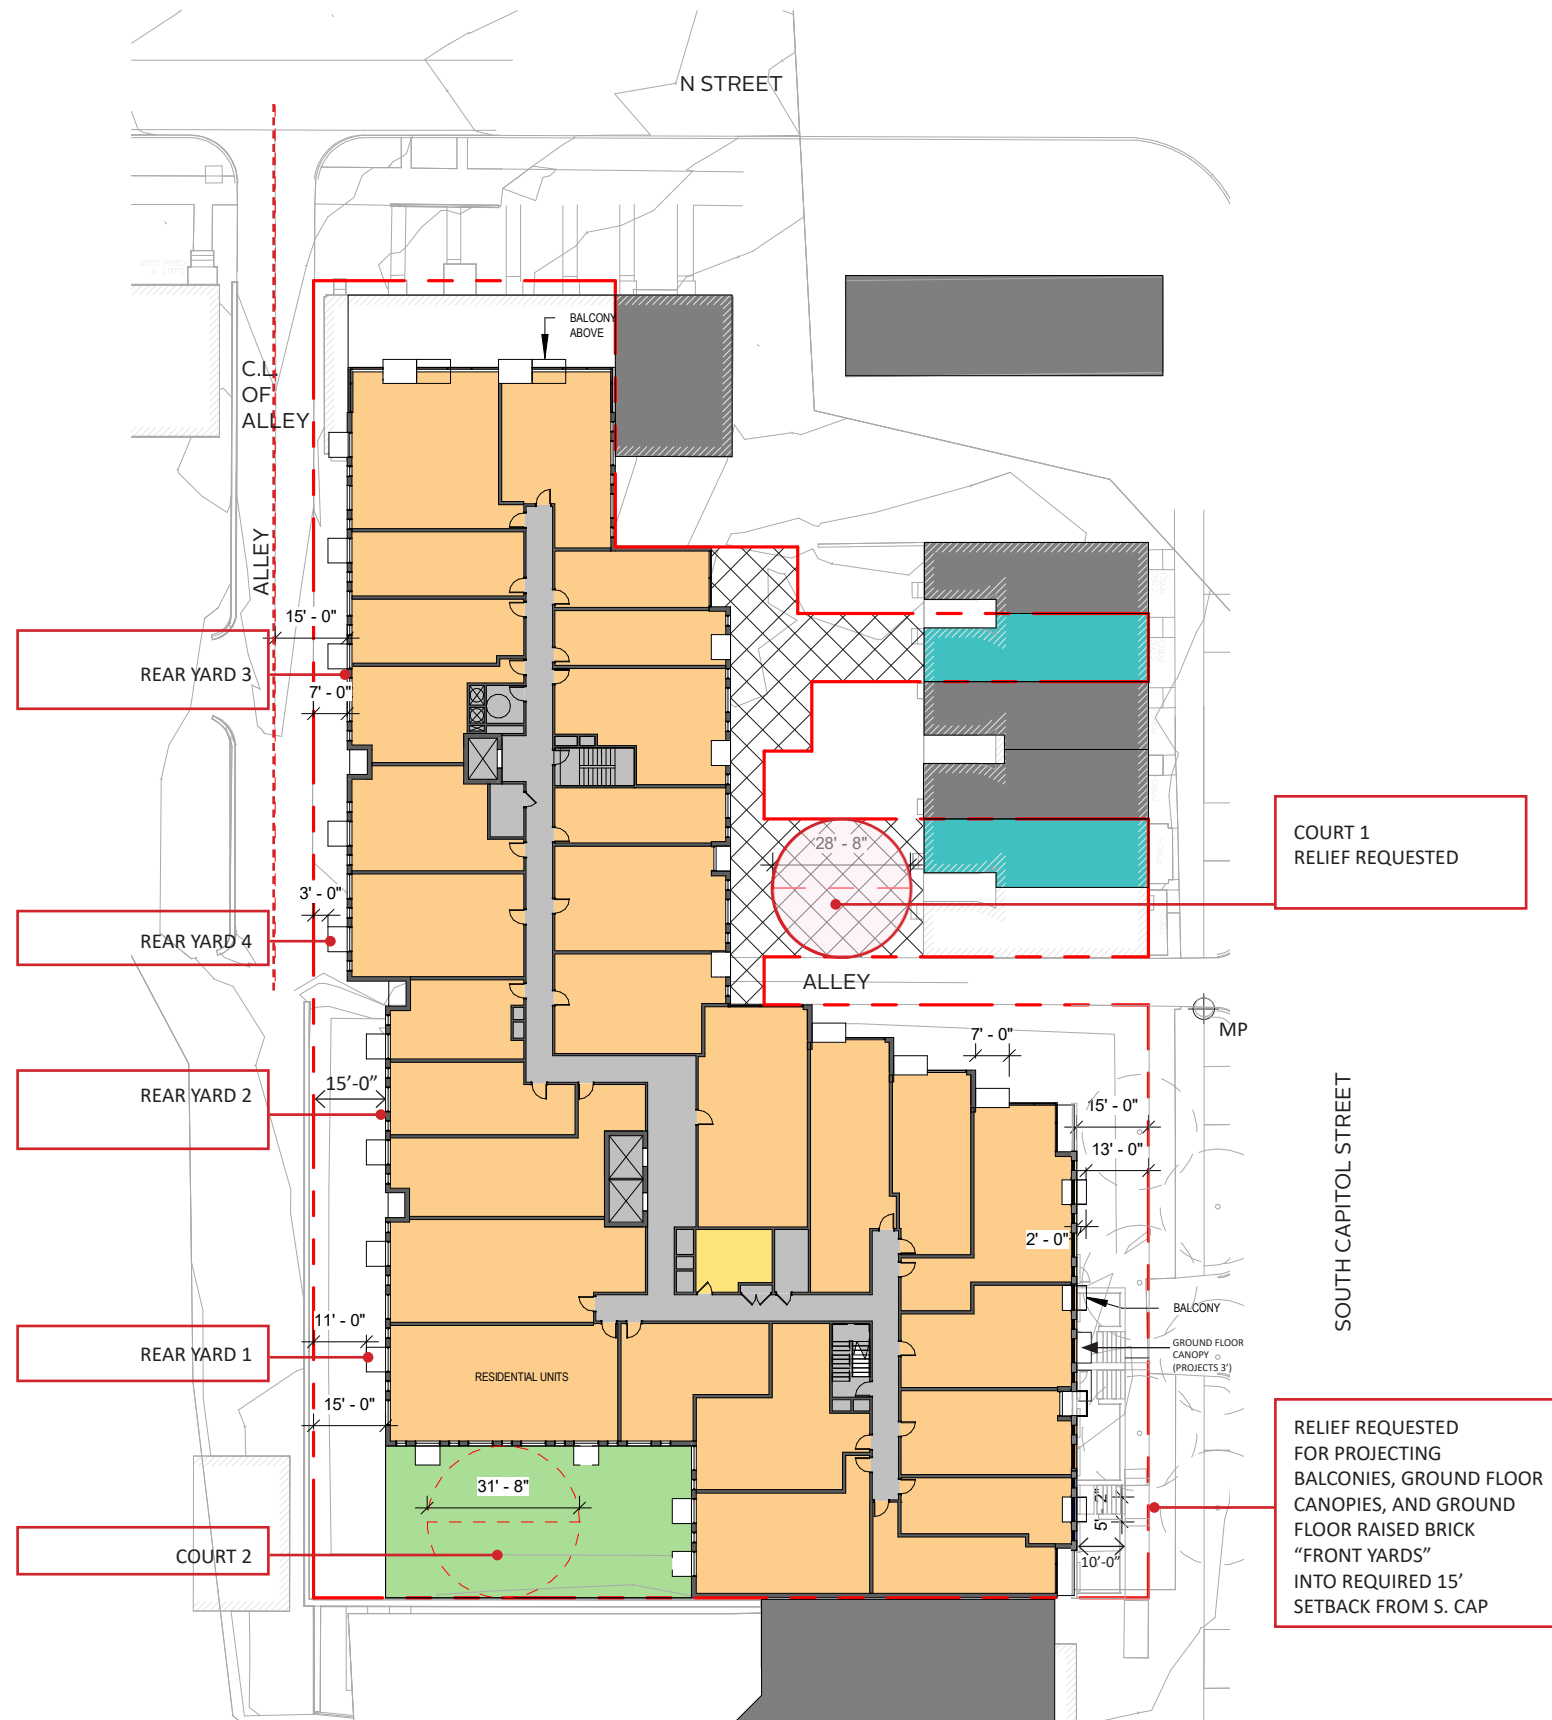 N STREET
BALCONY
ABOVE
C.L.
OF
ALLEY
ALLEY
15' - 0"
REAR YARD 3
7' - 0"
COURT 1
RELIEF REQUESTED
28' - 8"
3' - 0"
REAR YARD 4
ALLEY
MP
7' - 0"
REAR YARD 2
15'-0"
15' - 0"
13' - 0"
SOUTH CAPITOL STREET
2' - 0"
BALCONY
11' - 0"
REAR YARD 1
GROUND FLOOR
CANOPY
(PROJECTS 3')
RESIDENTIAL UNITS
15' - 0"
31' - 8"
5' - 2"
10'-0"
COURT 2
RELIEF REQUESTED
FOR PROJECTING
BALCONIES, GROUND FLOOR
CANOPIES, AND GROUND
FLOOR RAISED BRICK
“FRONT YARDS”
INTO REQUIRED 15’
SETBACK FROM S. CAP